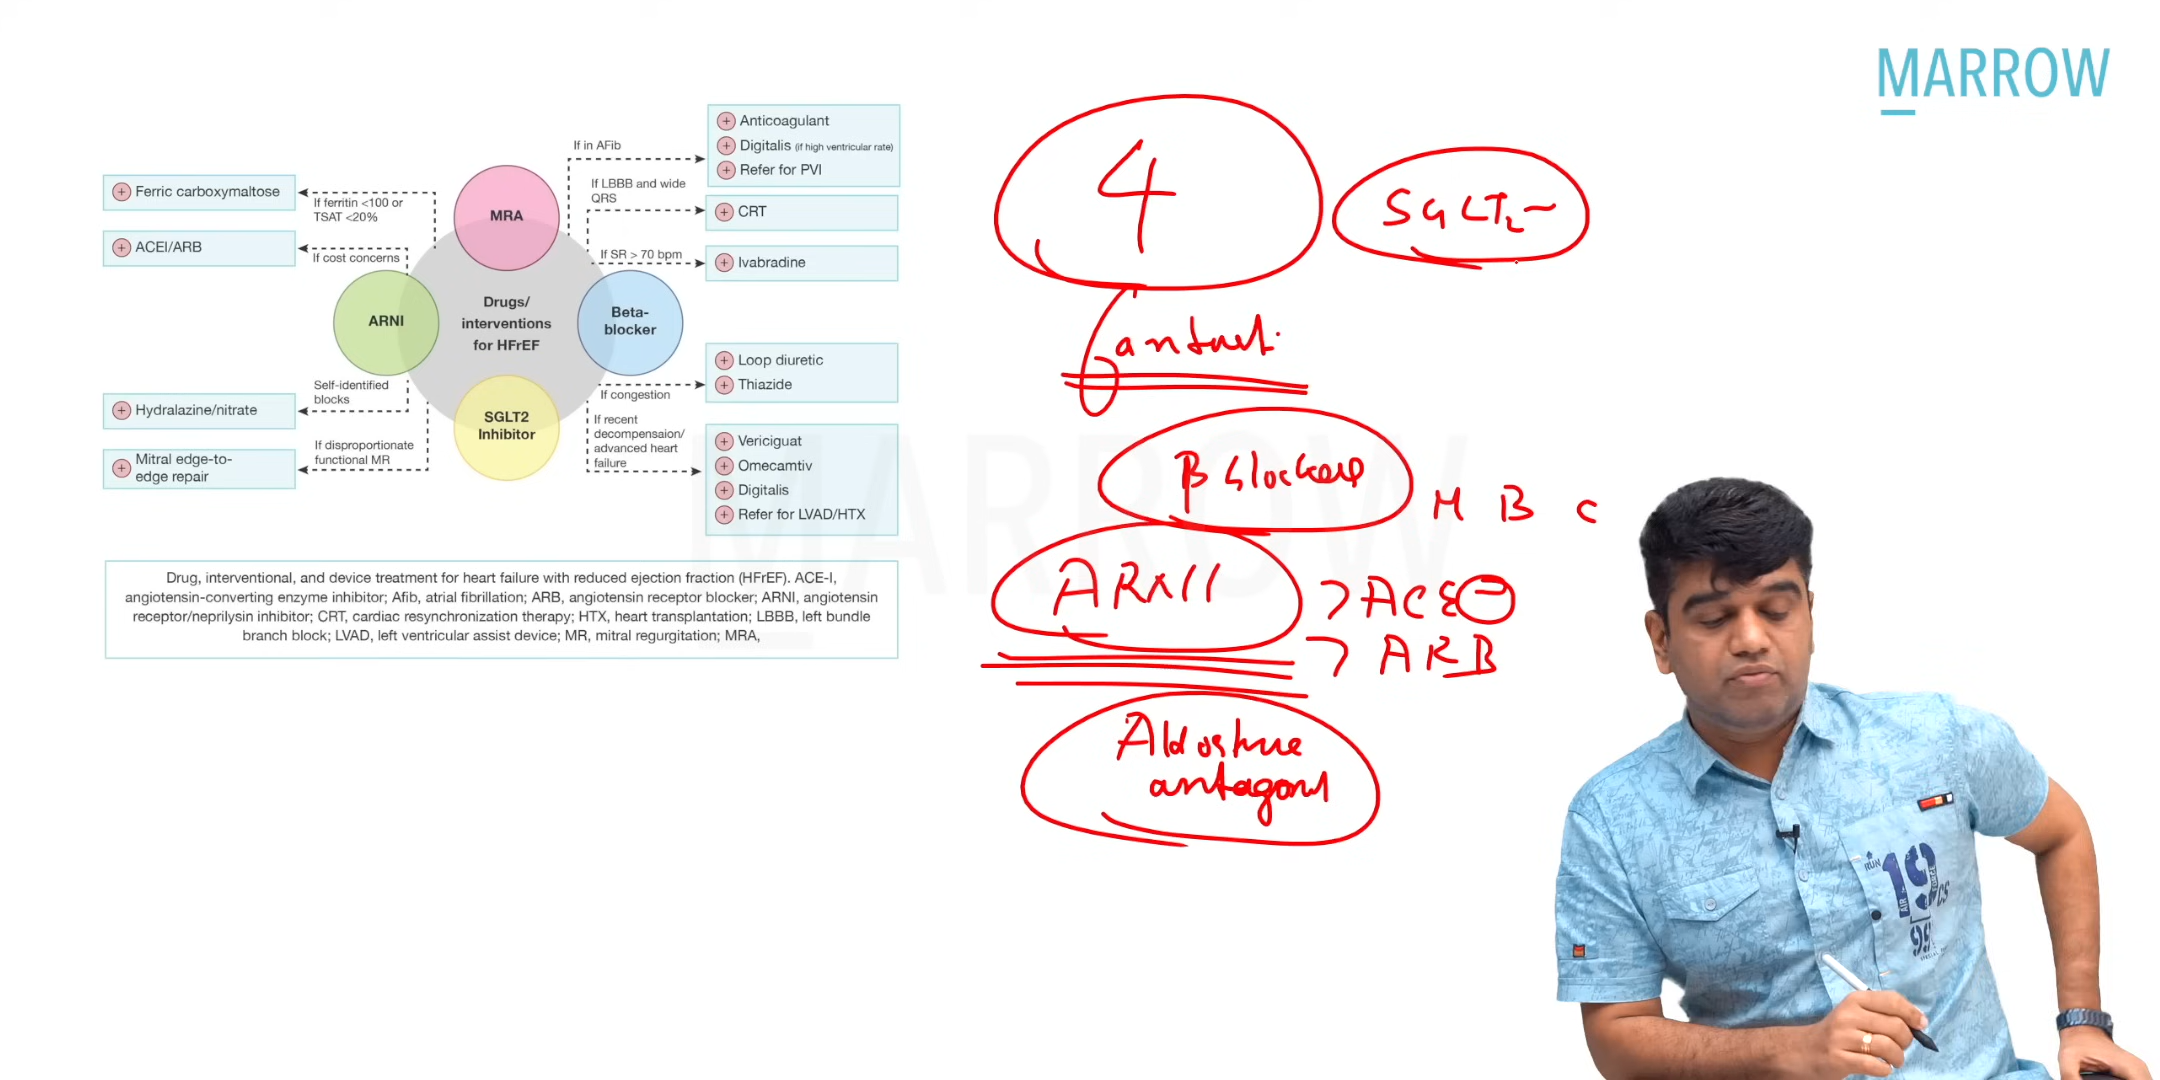 MARROW
If in AFib
Anticoagulant
Digitalis (if high ventricular rate)
Refer for PVI
If LBBB and wide
QRS
CRT
If SR > 70 bpm
Ivabradine
Ferric carboxymaltose
If ferritin <100 or
TSAT <20%
ACEI/ARB
If cost concerns
MRA
ARNI
Drugs/
interventions
for HFrEF
Beta-
blocker
SGLT2
Inhibitor
Self-identified
blocks
Hydralazine/nitrate
If disproportionate
functional MR
Mitral edge-to-
edge repair
If congestion
Loop diuretic
Thiazide
If recent
decompensaion/
advanced heart
failure
Vericiguat
Omecamtiv
Digitalis
Refer for LVAD/HTX
Drug, interventional, and device treatment for heart failure with reduced ejection fraction (HFrEF). ACE-I,
angiotensin-converting enzyme inhibitor; Afib, atrial fibrillation; ARB, angiotensin receptor blocker; ARNI, angiotensin
receptor/neprilysin inhibitor; CRT, cardiac resynchronization therapy; HTX, heart transplantation; LBBB, left bundle
branch block; LVAD, left ventricular assist device; MR, mitral regurgitation; MRA,
4
SGLT2-
β blockers
M B C
> ACE -
> ARB
Aldosterone
antagonist
MARROW
RUN
19
AIR
99